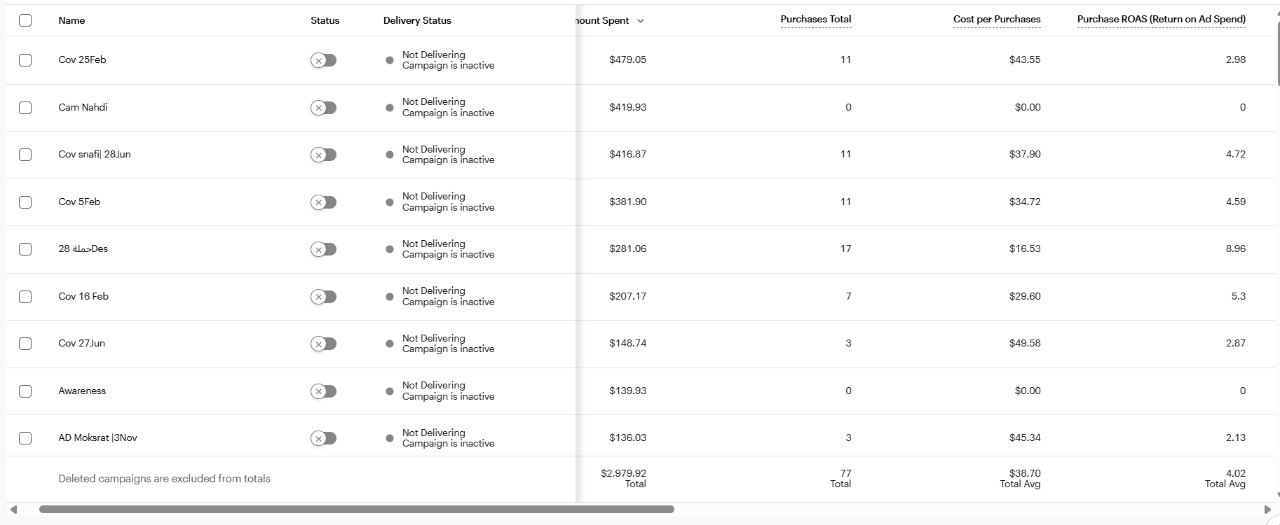 Name Status Delivery Status ount Spent Purchases Total Cost per Purchases Purchase ROAS (Return on Ad Spend)
Cov 25Feb Not Delivering $479.05 11 $43.55 2.98
Campaign is inactive
Cam Nahdi Not Delivering $419.93 0 $0.00 0
Campaign is inactive
Cov snafi| 28Jun Not Delivering $416.87 11 $37.90 4.72
Campaign is inactive
Cov 5Feb Not Delivering $381.90 11 $34.72 4.59
Campaign is inactive
28 حملةDes Not Delivering $281.06 17 $16.53 8.96
Campaign is inactive
Cov 16 Feb Not Delivering $207.17 7 $29.60 5.3
Campaign is inactive
Cov 27Jun Not Delivering $148.74 3 $49.58 2.87
Campaign is inactive
Awareness Not Delivering $139.93 0 $0.00 0
Campaign is inactive
AD Moksrat |3Nov Not Delivering $136.03 3 $45.34 2.13
Campaign is inactive
Deleted campaigns are excluded from totals $2,979.92 77 $38.70 4.02
Total Total Total Avg Total Avg